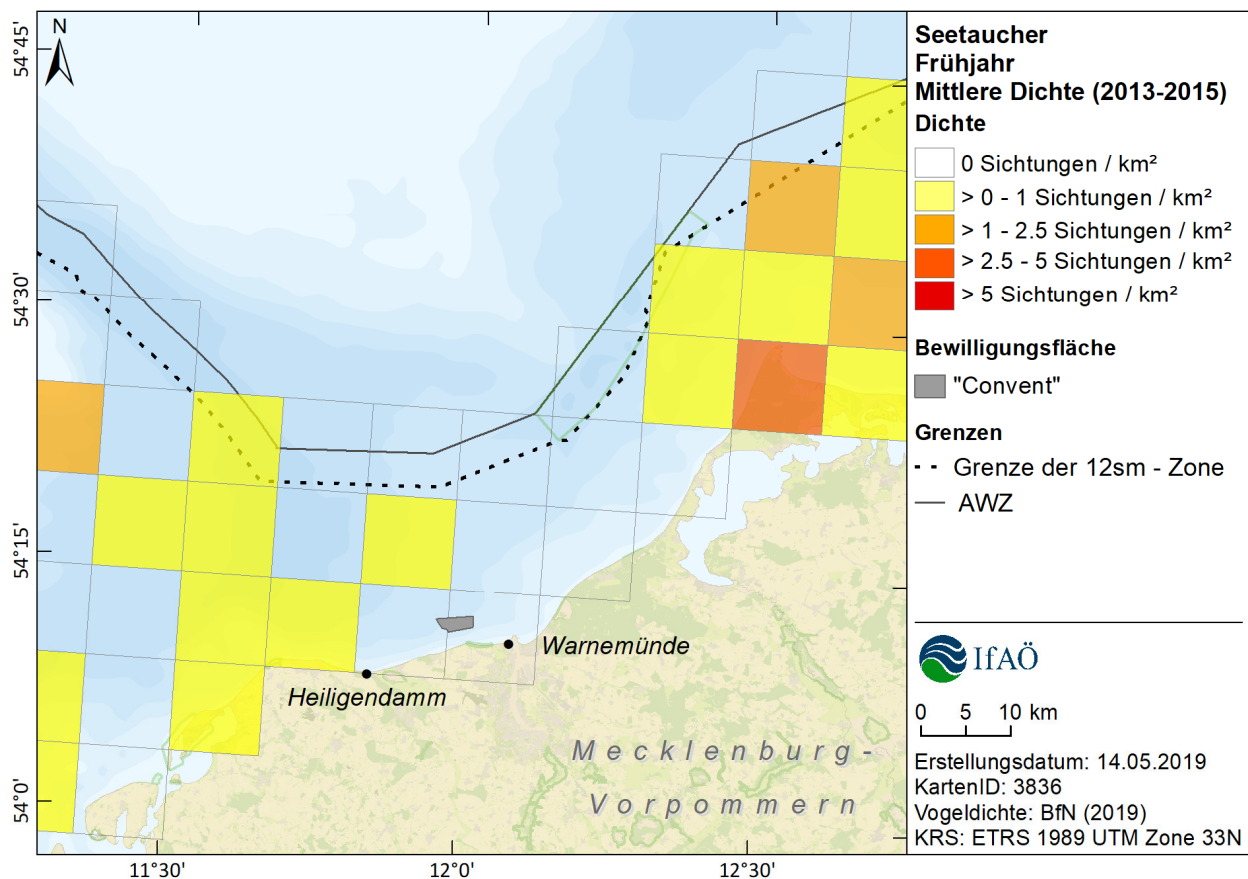 N
54°45'
54°30'
54°15'
54°0'
11°30'
12°0'
12°30'
Warnemünde
Heiligendamm
Mecklenburg-
Vorpommern
Seetaucher
Frühjahr
Mittlere Dichte (2013-2015)
Dichte
0 Sichtungen / km²
> 0 - 1 Sichtungen / km²
> 1 - 2.5 Sichtungen / km²
> 2.5 - 5 Sichtungen / km²
> 5 Sichtungen / km²
Bewilligungsfläche
"Convent"
Grenzen
Grenze der 12sm - Zone
AWZ
IfAÖ
0 5 10 km
Erstellungsdatum: 14.05.2019
KartenID: 3836
Vogeldichte: BfN (2019)
KRS: ETRS 1989 UTM Zone 33N